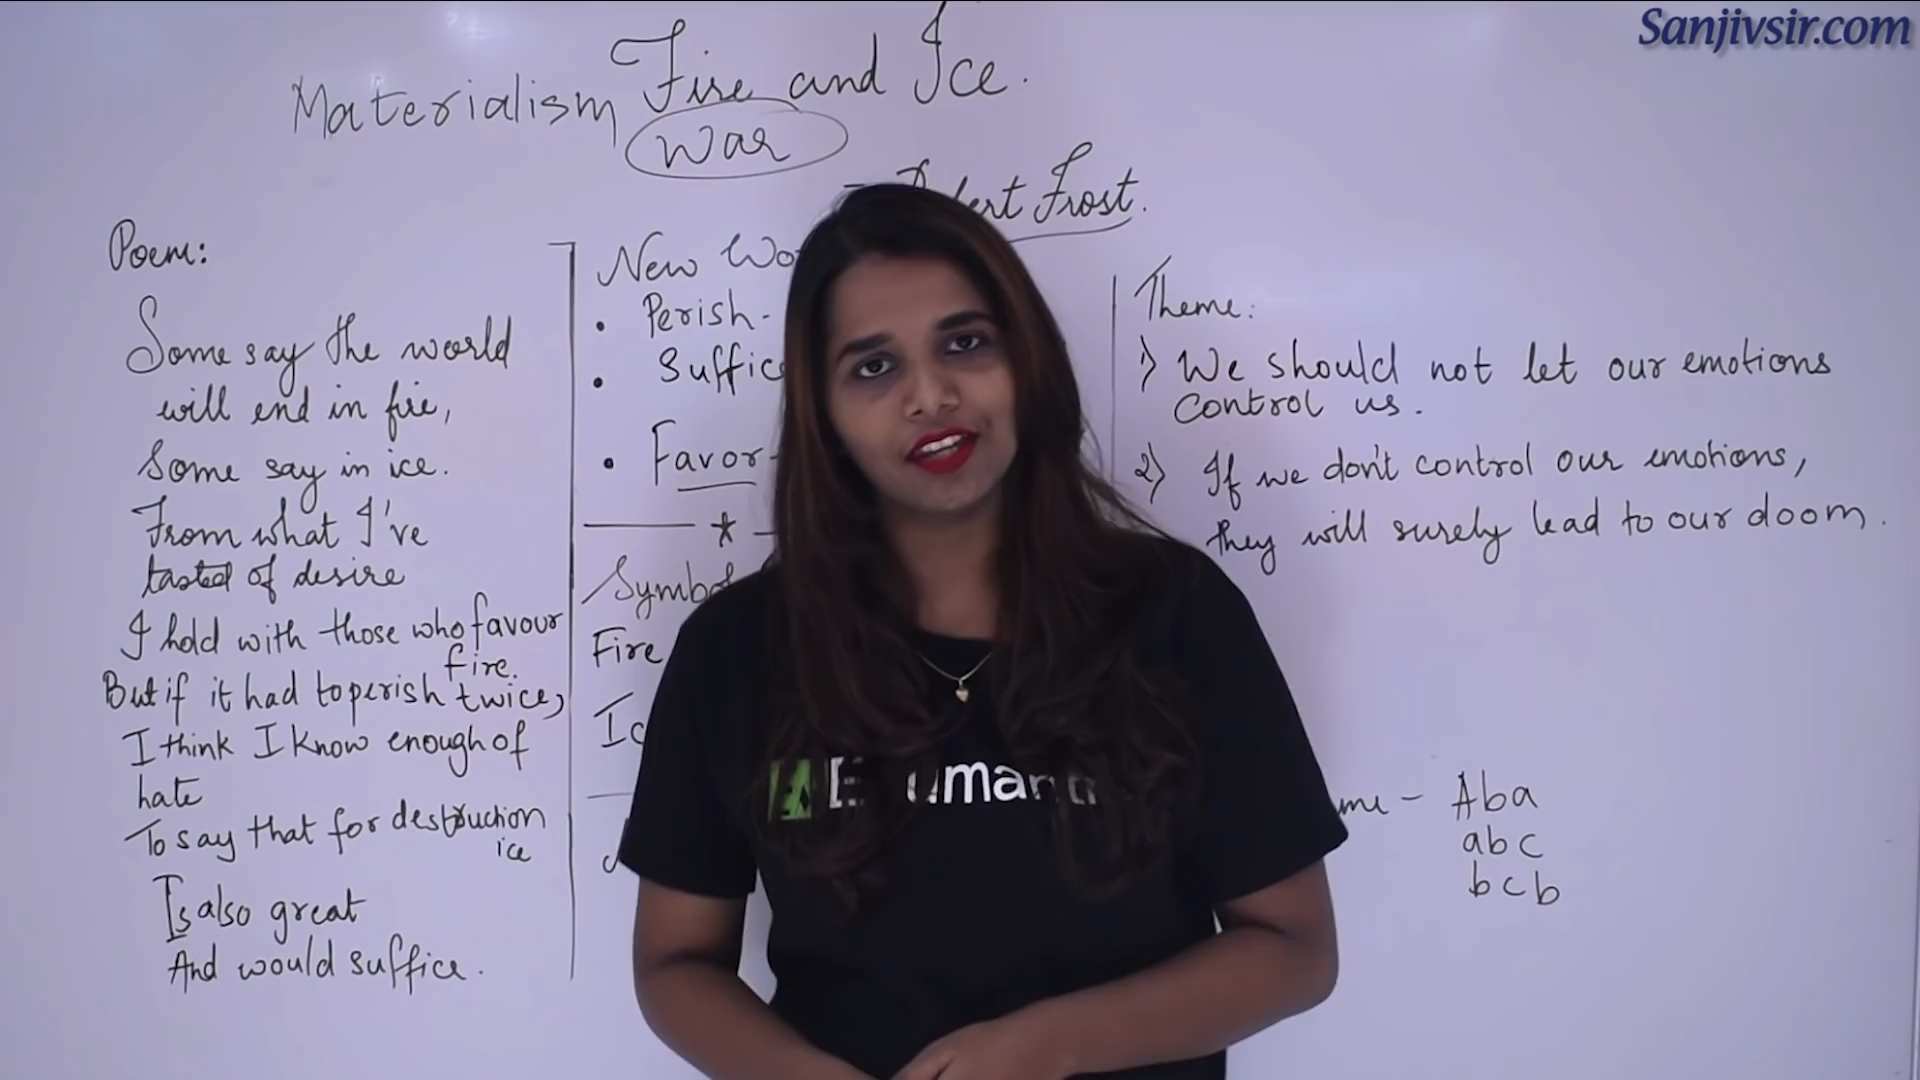 Sanjivsir.com
Fire and Ice.
Materialism
War
Frost.
Poem:
Some say the world
will end in fire,
Some say in ice.
From what I've
tasted of desire
I hold with those who favour
fire.
But if it had to perish twice,
I think I know enough of
hate
To say that for destruction
ice
Is also great
And would suffice.
New
• Perish-
• Suffic
• Favor-
*
Symbo
Fire
Ic
Theme:
1) We should not let our emotions
control us.
2) If we don't control our emotions,
they will surely lead to our doom.
me - Aba
abc
bcb